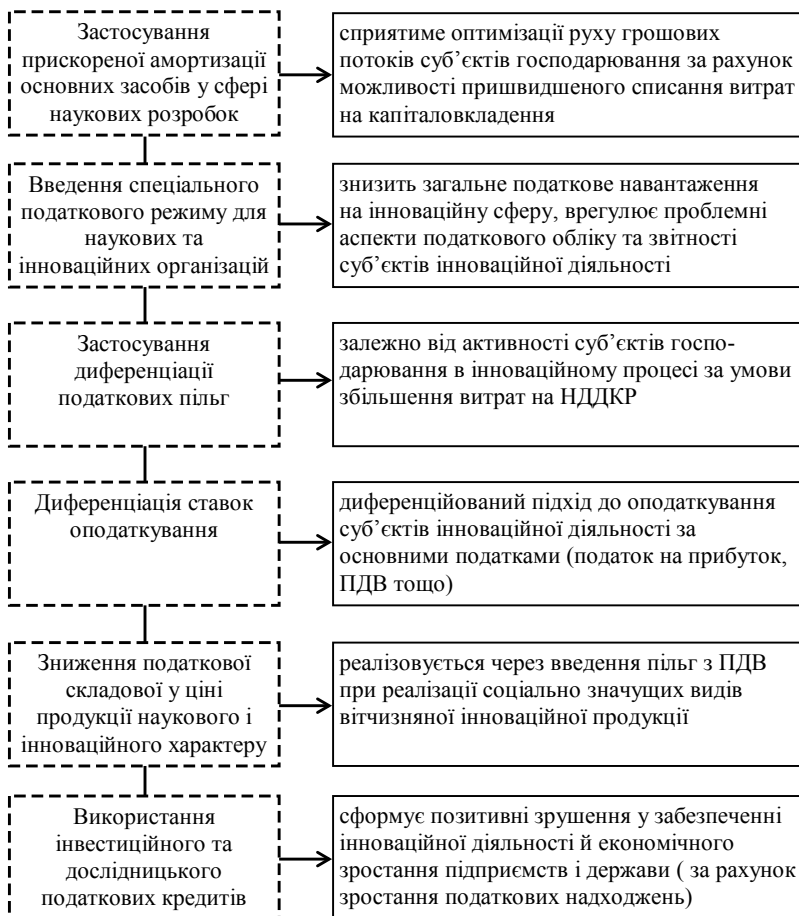 Застосування
прискореної амортизації
основних засобів у сфері
наукових розробок
сприятиме оптимізації руху грошових
потоків суб’єктів господарювання за рахунок
можливості пришвидшеного списання витрат
на капіталовкладення
Введення спеціального
податкового режиму для
наукових та
інноваційних організацій
знизить загальне податкове навантаження
на інноваційну сферу, врегулює проблемні
аспекти податкового обліку та звітності
суб’єктів інноваційної діяльності
Застосування
диференціації
податкових пільг
залежно від активності суб’єктів госпо-
дарювання в інноваційному процесі за умови
збільшення витрат на НДДКР
Диференціація ставок
оподаткування
диференційований підхід до оподаткування
суб’єктів інноваційної діяльності за
основними податками (податок на прибуток,
ПДВ тощо)
Зниження податкової
складової у ціні
продукції наукового і
інноваційного характеру
реалізовується через введення пільг з ПДВ
при реалізації соціально значущих видів
вітчизняної інноваційної продукції
Використання
інвестиційного та
дослідницького
податкових кредитів
сформує позитивні зрушення у забезпеченні
інноваційної діяльності й економічного
зростання підприємств і держави ( за рахунок
зростання податкових надходжень)